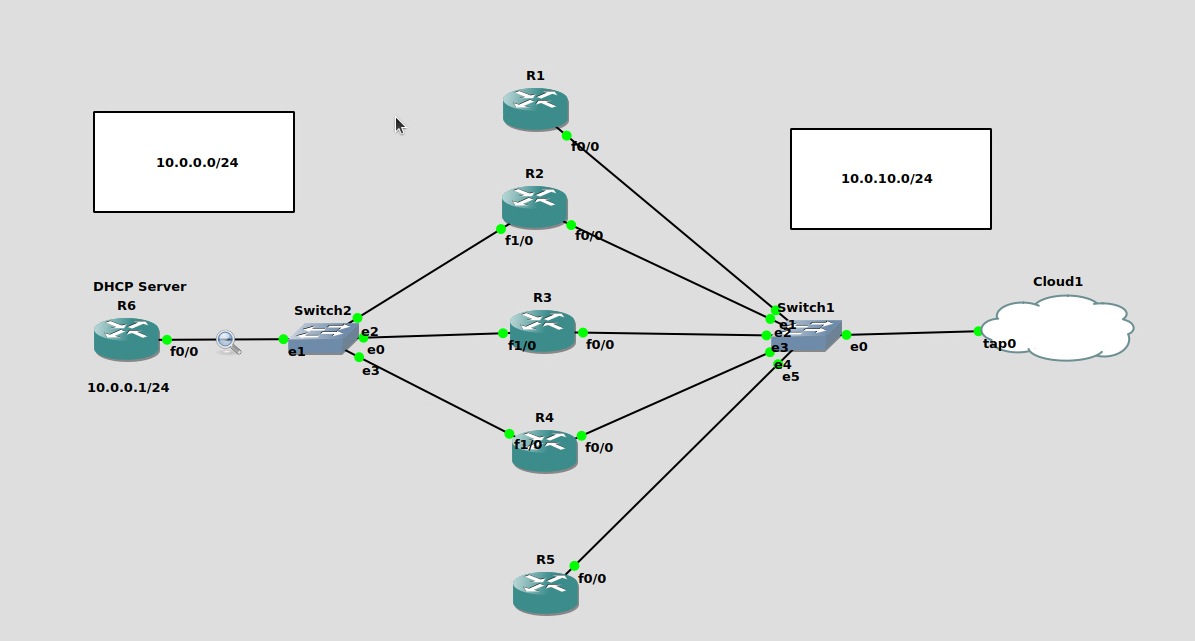 R1
f0/0
10.0.0.0/24
10.0.10.0/24
R2
f1/0
f0/0
DHCP Server
R6
f0/0
10.0.0.1/24
Switch2
e1
e2
e0
e3
R3
f1/0
f0/0
Switch1
e1
e2
e3
e4
e5
e0
Cloud1
tap0
R4
f1/0
f0/0
R5
f0/0